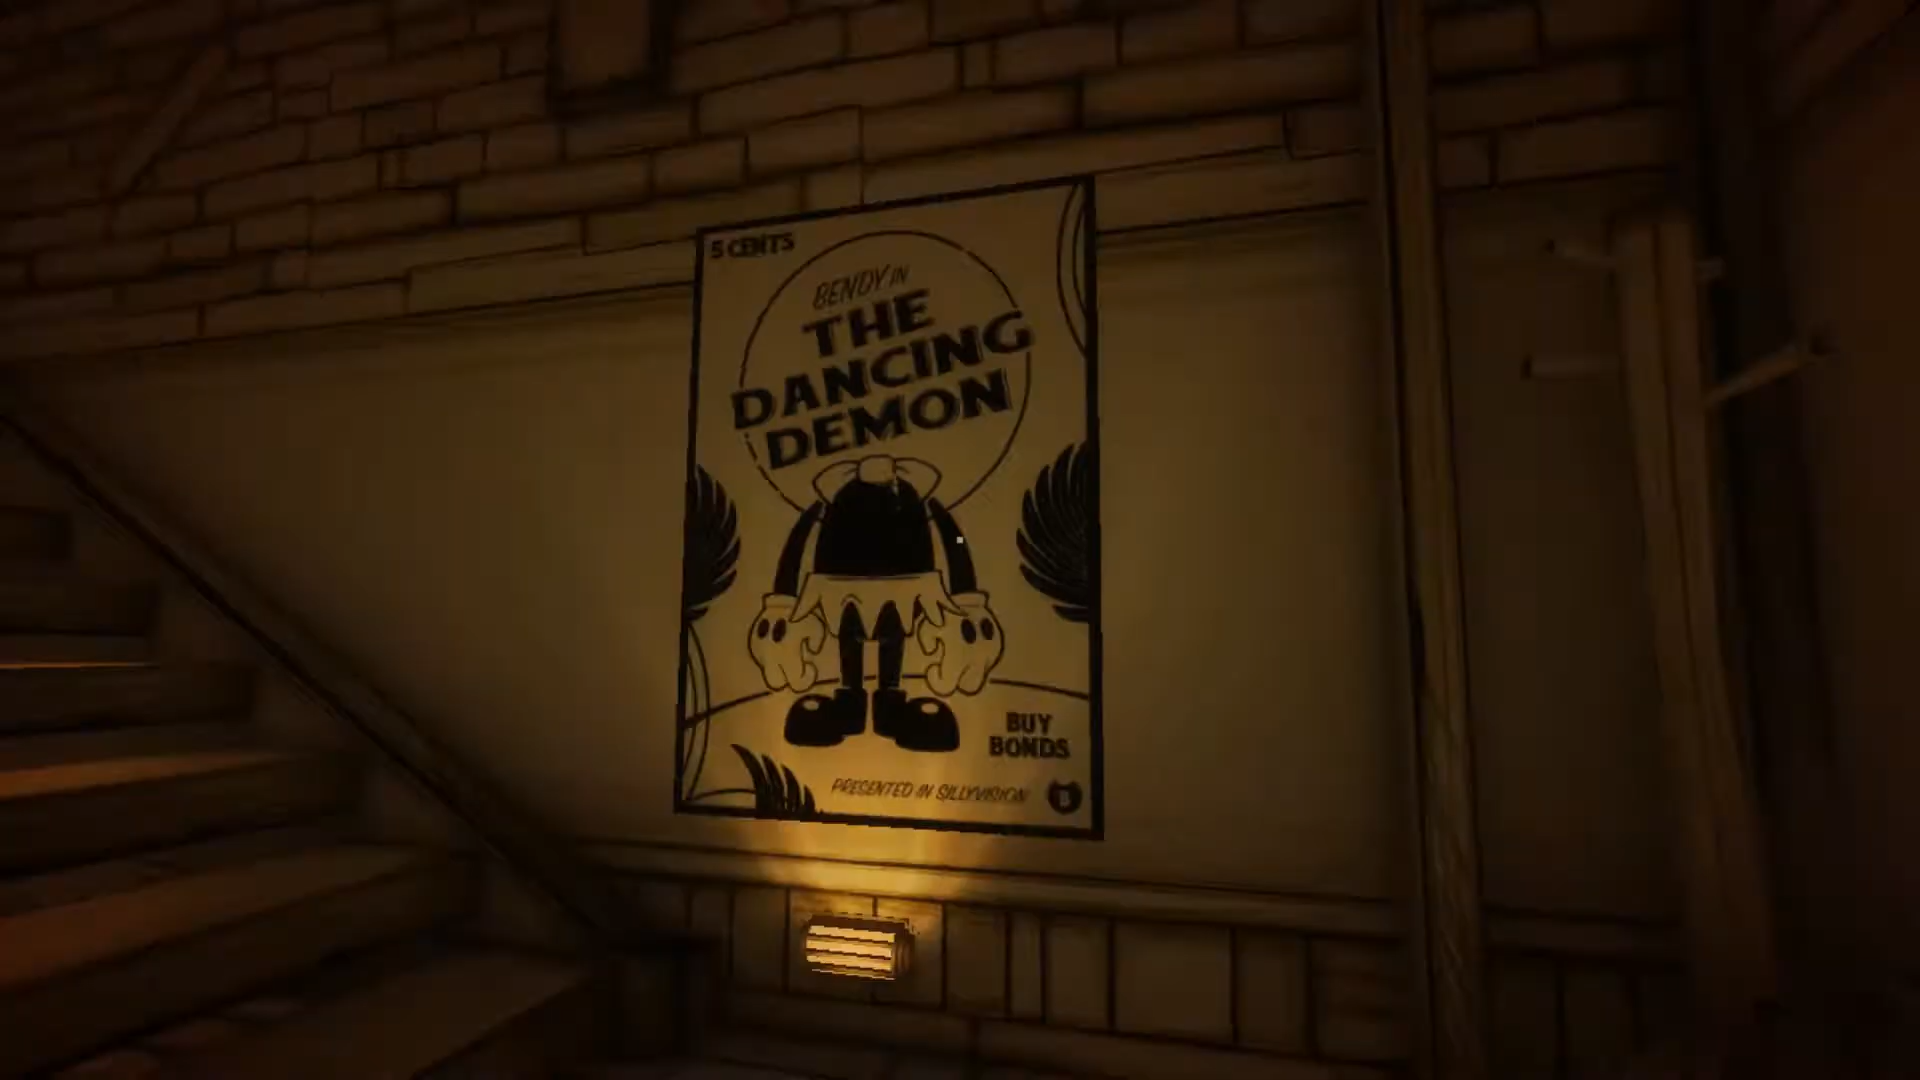 5 CENTS
BENDY IN
THE
DANCING
DEMON
BUY
BONDS
PRESENTED IN SILLYVISION
B